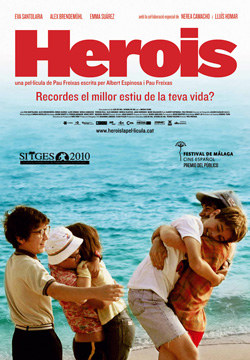 EVA SANTOLARIA ALEX BRENDEMÜHL EMMA SUÁREZ amb la col·laboració especial de NEREA CAMACHO i LLUÍS HOMAR
Herois
una pel·lícula de Pau Freixas escrita per Albert Espinosa i Pau Freixas
Recordes el millor estiu de la teva vida?
www.heroislapel·licula.cat
SITGES 2010
FESTIVAL DE MÁLAGA
CINE ESPAÑOL
PREMIO DEL PÚBLICO